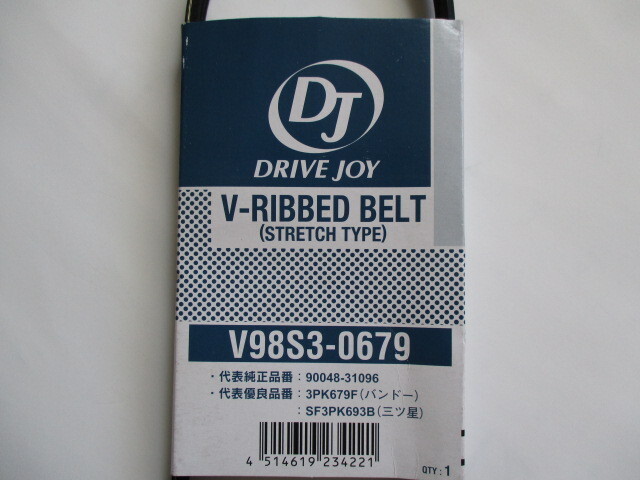 DJ
DRIVE JOY
V-RIBBED BELT
(STRETCH TYPE)
V98S3-0679
・代表純正品番：90048-31096
・代表優良品番：3PK679F（バンドー）
：SF3PK693B（三ツ星）
4 514619 234221
QTY：1